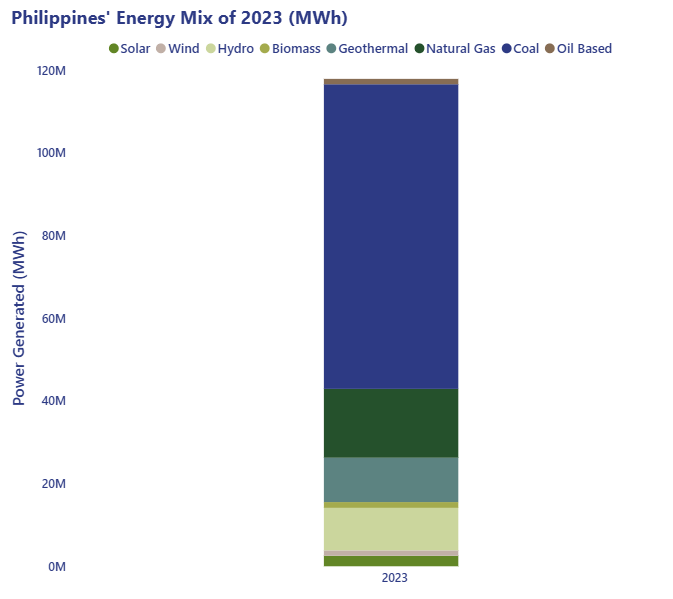 Philippines' Energy Mix of 2023 (MWh)
Solar Wind Hydro Biomass Geothermal Natural Gas Coal Oil Based
120M
100M
80M
60M
40M
20M
0M
Power Generated (MWh)
2023